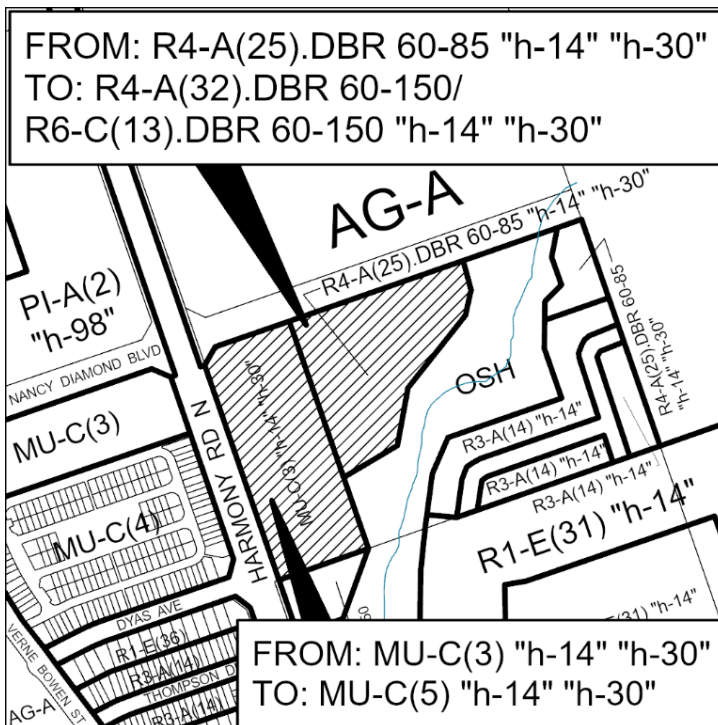 FROM: R4-A(25).DBR 60-85 "h-14" "h-30"
TO: R4-A(32).DBR 60-150/
R6-C(13).DBR 60-150 "h-14" "h-30"
AG-A
R4-A(25).DBR 60-85 "h-14" "h-30"
PI-A(2)
"h-98"
NANCY DIAMOND BLVD
MU-C(3)
HARMONY RD N
MU-C(3) "h-14" "h-30"
OSH
R4-A(25).DBR 60-85
"h-14" "h-30"
R3-A(14) "h-14"
R3-A(14) "h-14"
R3-A(14) "h-14"
MU-C(4)
R1-E(31) "h-14"
DYAS AVE
R1-E(36)
R3-A(14)
THOMPSON D
R3-A(14)
VERNE BOWEN ST
AG-A
"h-14"
FROM: MU-C(3) "h-14" "h-30"
TO: MU-C(5) "h-14" "h-30"